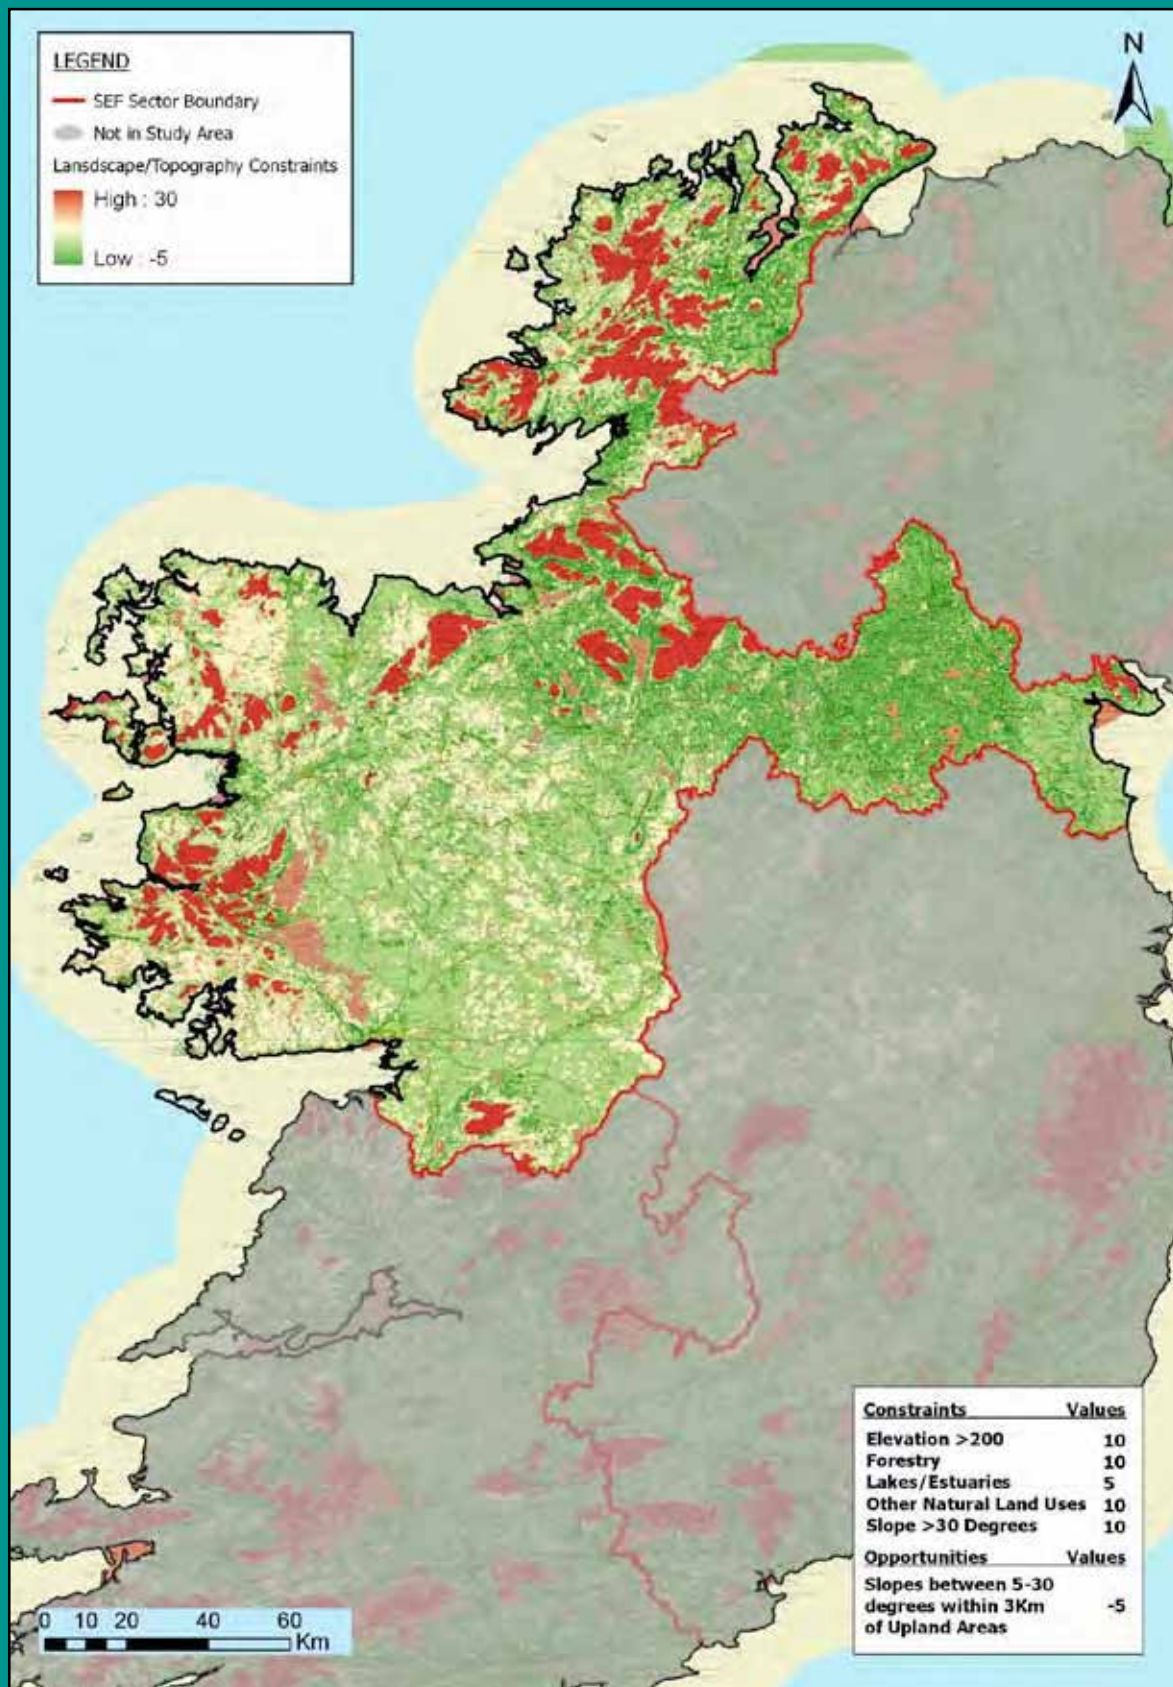 LEGEND
SEF Sector Boundary
Not in Study Area
Lansdscape/Topography Constraints
High : 30
Low : -5
N
Constraints Values
Elevation >200 10
Forestry 10
Lakes/Estuaries 5
Other Natural Land Uses 10
Slope >30 Degrees 10
Opportunities Values
Slopes between 5-30
degrees within 3Km -5
of Upland Areas
0 10 20 40 60
Km